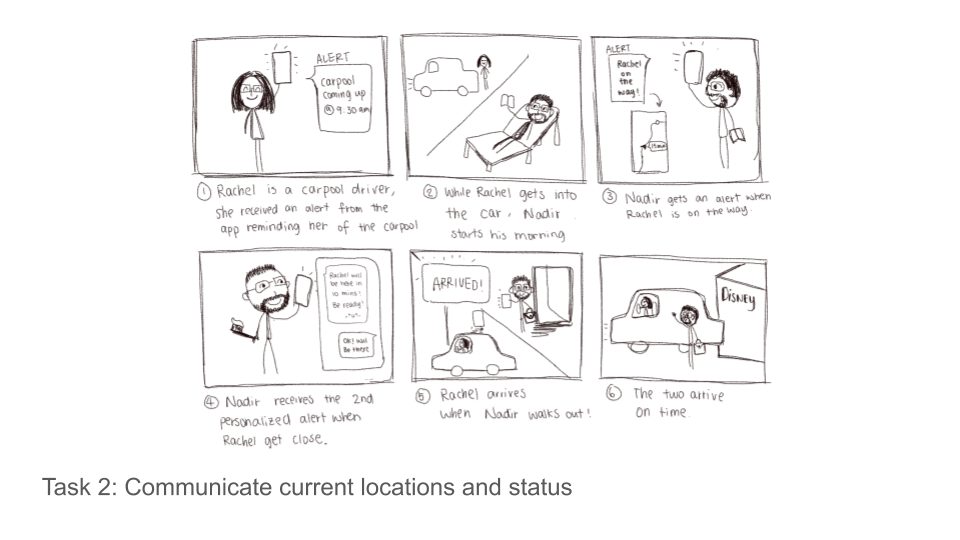 ALERT
carpool
coming up
@ 9:30 am
① Rachel is a carpool driver,
she received an alert from the
app reminding her of the carpool
② While Rachel gets into
the car, Nadir
starts his morning
ALERT
Rachel
on
the
way!
③ Nadir gets an alert when
Rachel is on the way.
Rachel will
be here in
10 mins!
Be ready!
OK! will
Be there
④ Nadir receives the 2nd
personalized alert when
Rachel get close.
ARRIVED!
⑤ Rachel arrives
when Nadir walks out!
DISNEY
⑥ The two arrive
on time.
Task 2: Communicate current locations and status